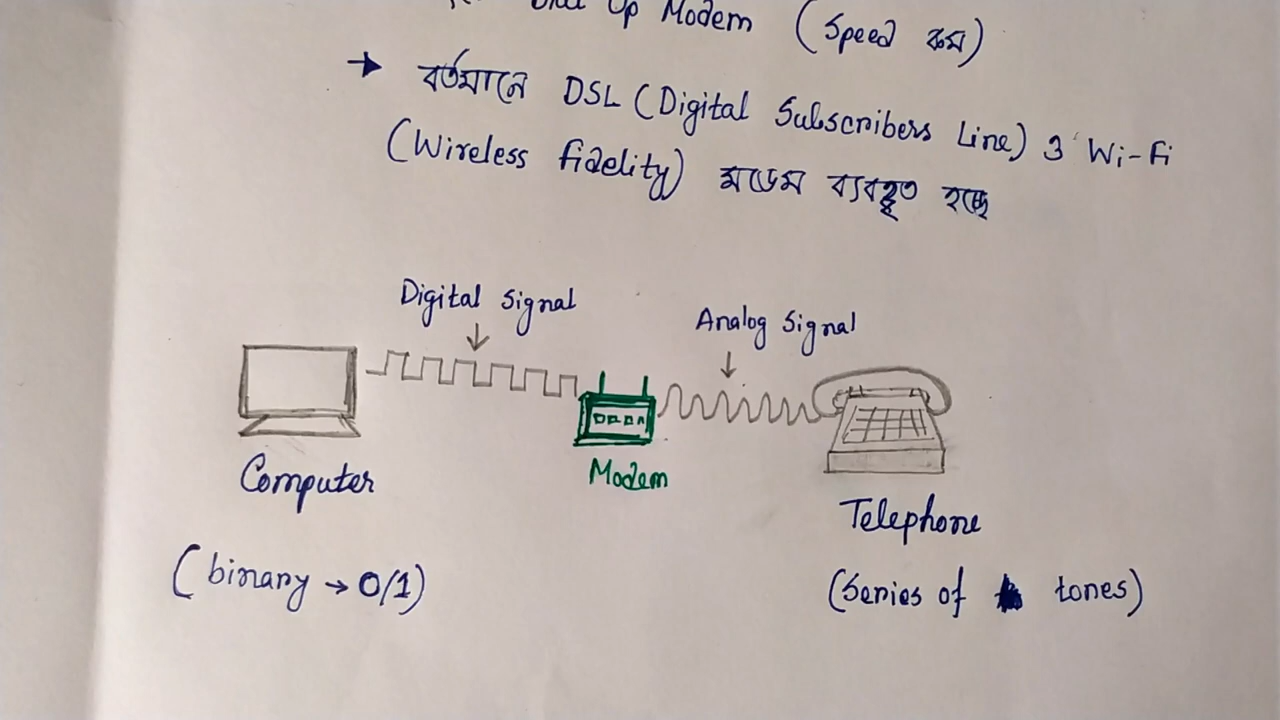 Dial Up Modem (Speed কম)
→ বর্তমানে DSL (Digital Subscribers Line) ও Wi-Fi
(Wireless Fidelity) মডেম ব্যবহৃত হচ্ছে
Digital Signal
Analog Signal
Modem
Computer
Telephone
(binary → 0/1)
(Series of tones)